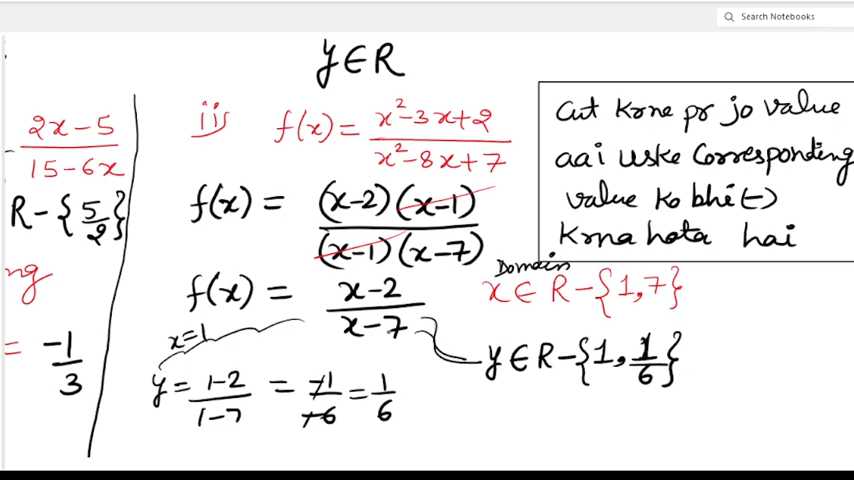 Search Notebooks
y ∈ R
2x - 5 / 15 - 6x
R - {5/2}
ng
= -1/3
ii) f(x) = x² - 3x + 2 / x² - 8x + 7
f(x) = (x-2)(x-1) / (x-1)(x-7)
f(x) = x-2 / x-7
x=1
y = 1-2 / 1-7 = -1 / -6 = 1/6
Cut Krne pr jo value
aai uske Corresponding
value Ko bhi (-)
Krna hota hai
Domain
x ∈ R - {1, 7}
y ∈ R - {1, 1/6}